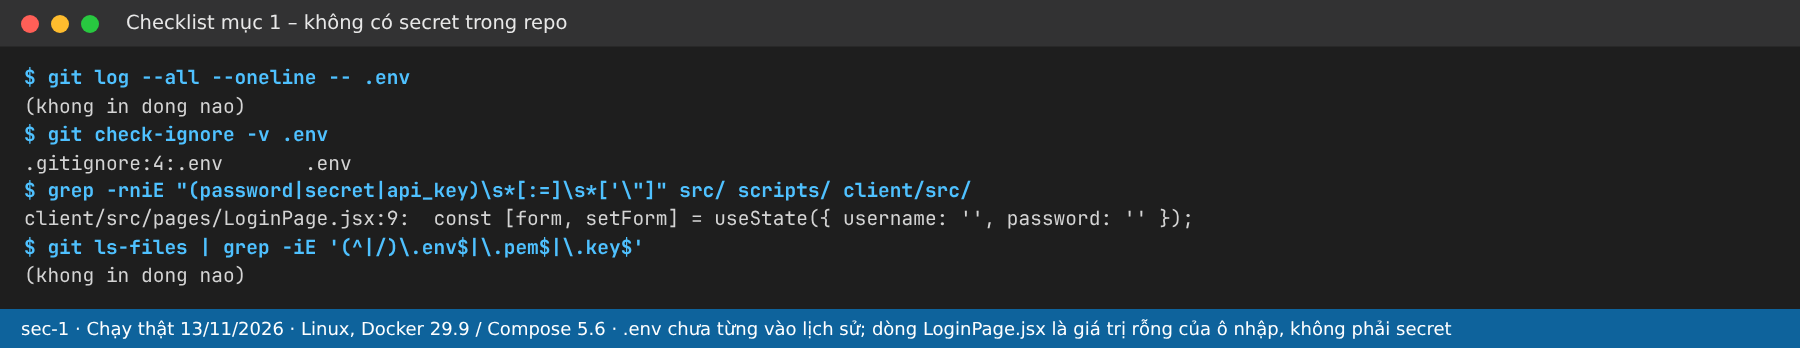 Checklist mục 1 – không có secret trong repo
$ git log --all --oneline -- .env
(khong in dong nao)
$ git check-ignore -v .env
.gitignore:4:.env       .env
$ grep -rniE "(password|secret|api_key)\s*[:=]\s*['\"]" src/ scripts/ client/src/
client/src/pages/LoginPage.jsx:9:  const [form, setForm] = useState({ username: '', password: '' });
$ git ls-files | grep -iE '(^|/)\.env$|\.pem$|\.key$'
(khong in dong nao)
sec-1 · Chạy thật 13/11/2026 · Linux, Docker 29.9 / Compose 5.6 · .env chưa từng vào lịch sử; dòng LoginPage.jsx là giá trị rỗng của ô nhập, không phải secret